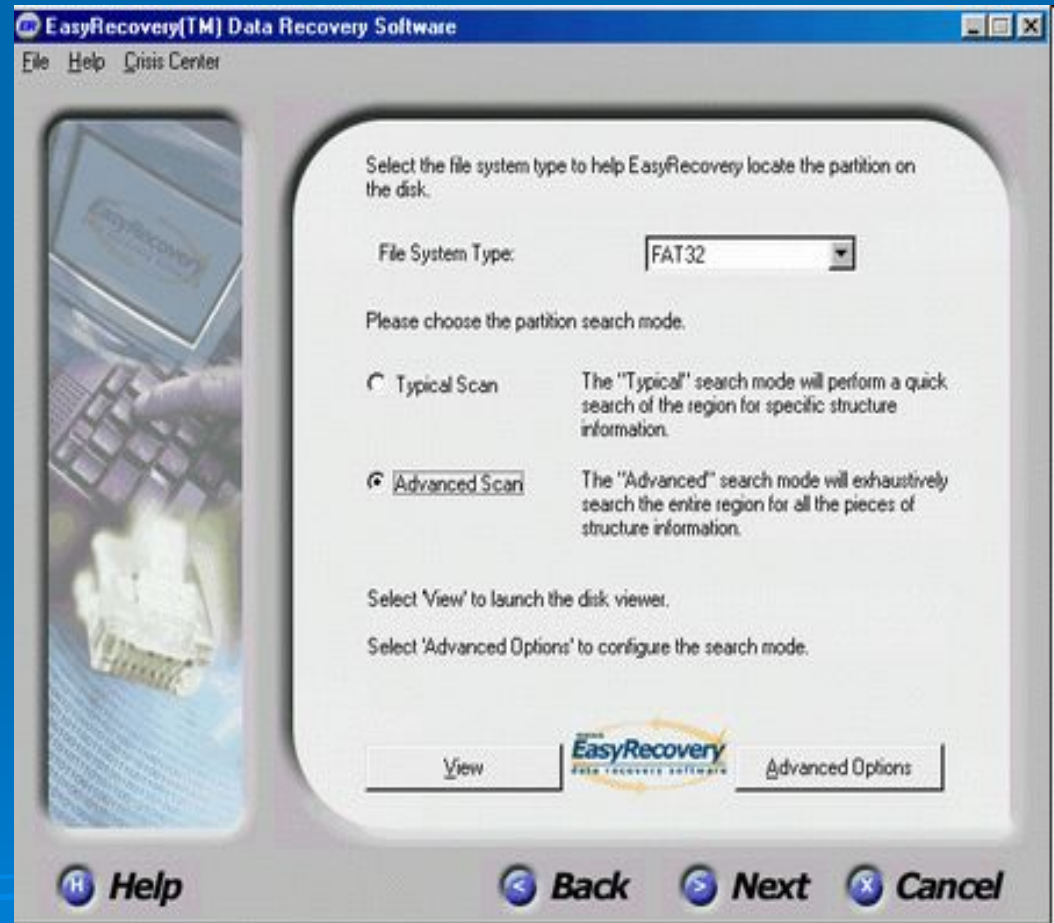 EasyRecovery(TM) Data Recovery Software
File Help Crisis Center
EasyRecovery
Select the file system type to help EasyRecovery locate the partition on
the disk.
File System Type: FAT32
Please choose the partition search mode.
Typical Scan
The "Typical" search mode will perform a quick
search of the region for specific structure
information.
Advanced Scan
The "Advanced" search mode will exhaustively
search the entire region for all the pieces of
structure information.
Select 'View' to launch the disk viewer.
Select 'Advanced Options' to configure the search mode.
View
EasyRecovery
data recovery software
Advanced Options
Help
Back
Next
Cancel